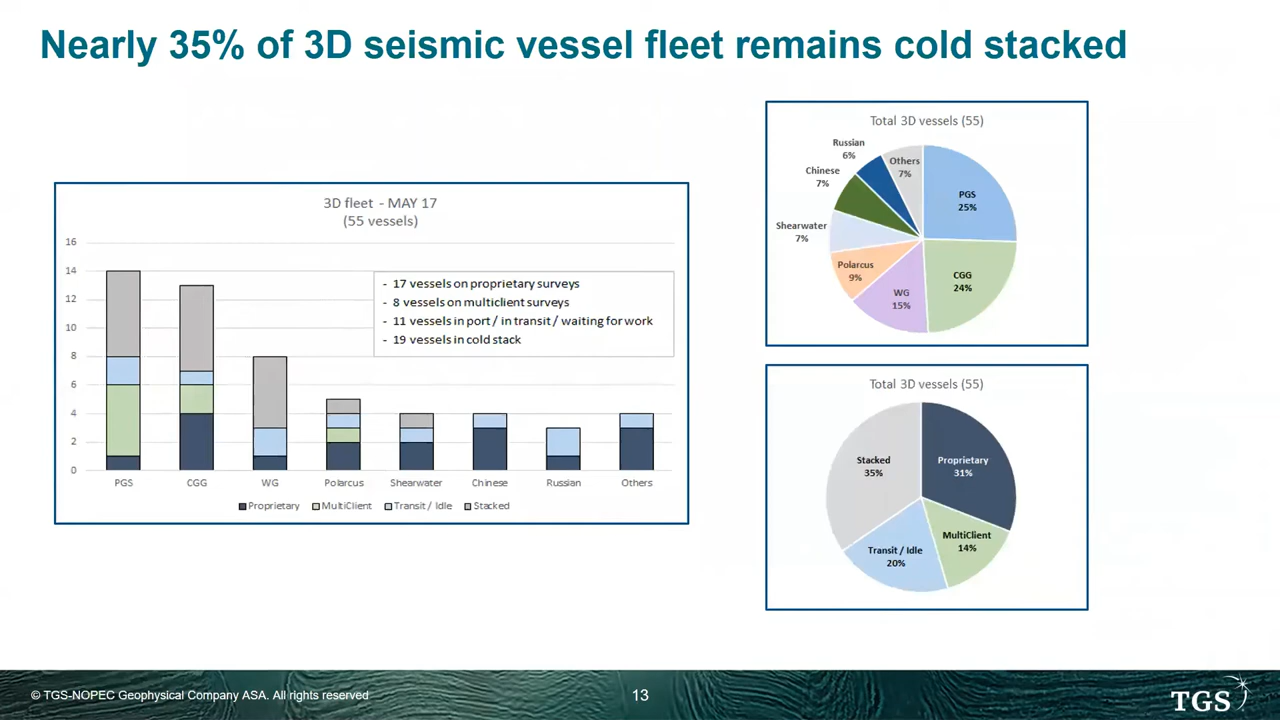 Nearly 35% of 3D seismic vessel fleet remains cold stacked
3D fleet - MAY 17
(55 vessels)
16
14
12
10
8
6
4
2
0
- 17 vessels on proprietary surveys
- 8 vessels on multiclient surveys
- 11 vessels in port / in transit / waiting for work
- 19 vessels in cold stack
PGS CGG WG Polarcus Shearwater Chinese Russian Others
Proprietary MultiClient Transit / Idle Stacked
Total 3D vessels (55)
Russian
6%
Others
7%
Chinese
7%
PGS
25%
Shearwater
7%
Polarcus
9%
CGG
24%
WG
15%
Total 3D vessels (55)
Stacked
35%
Proprietary
31%
MultiClient
14%
Transit / Idle
20%
© TGS-NOPEC Geophysical Company ASA. All rights reserved
13
TGS